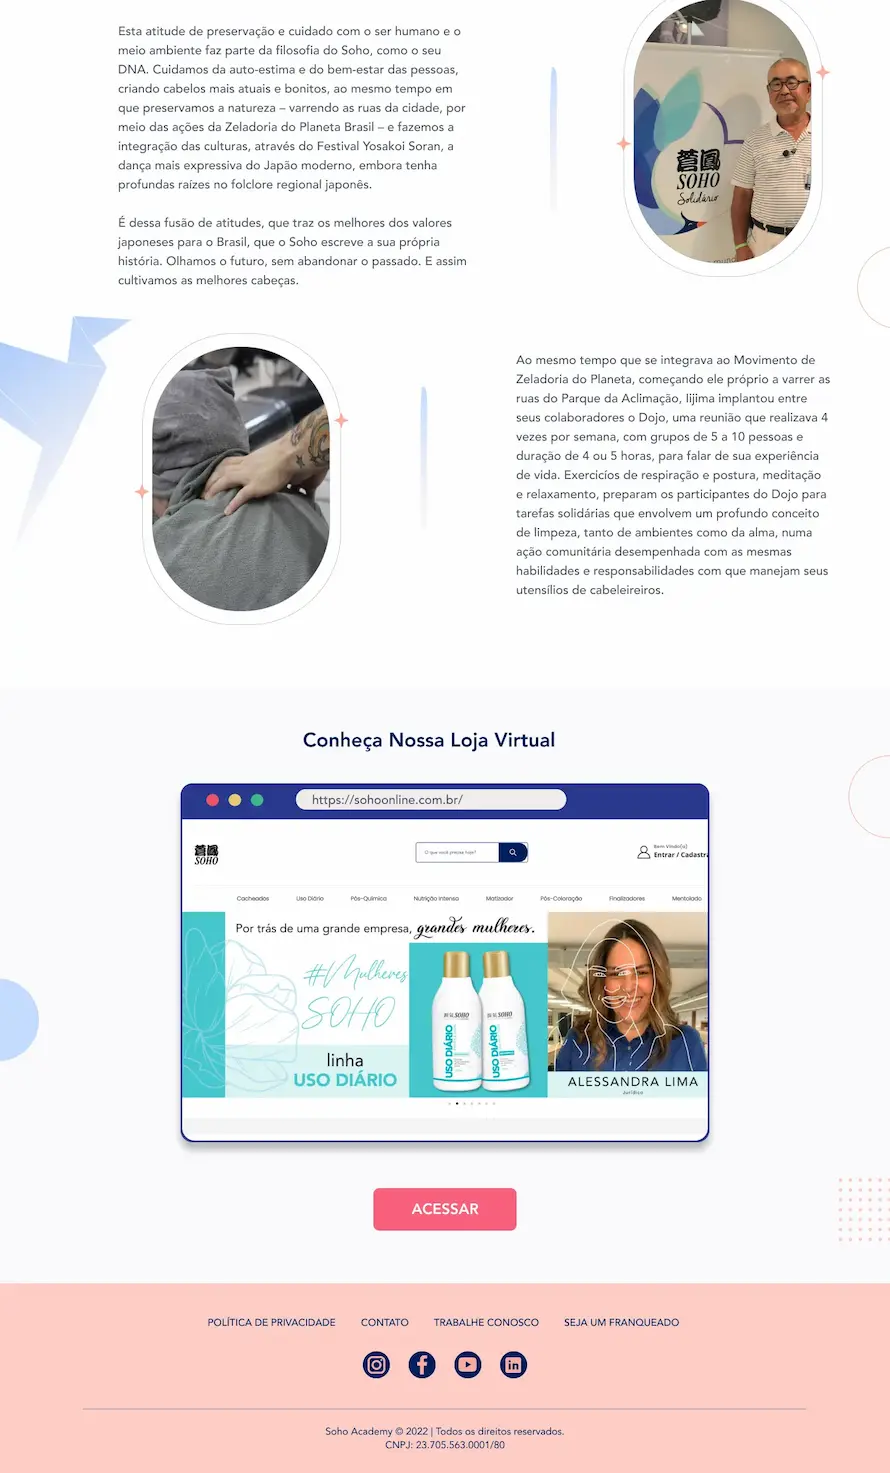 Esta atitude de preservação e cuidado com o ser humano e o
meio ambiente faz parte da filosofia do Soho, como o seu
DNA. Cuidamos da auto-estima e do bem-estar das pessoas,
criando cabelos mais atuais e bonitos, ao mesmo tempo em
que preservamos a natureza – varrendo as ruas da cidade, por
meio das ações da Zeladoria do Planeta Brasil – e fazemos a
integração das culturas, através do Festival Yosakoi Soran, a
dança mais expressiva do Japão moderno, embora tenha
profundas raízes no folclore regional japonês.
É dessa fusão de atitudes, que traz os melhores dos valores
japoneses para o Brasil, que o Soho escreve a sua própria
história. Olhamos o futuro, sem abandonar o passado. E assim
cultivamos as melhores cabeças.
蒼鳳
SOHO
Solidário
Ao mesmo tempo que se integrava ao Movimento de
Zeladoria do Planeta, começando ele próprio a varrer as
ruas do Parque da Aclimação, Iijima implantou entre
seus colaboradores o Dojo, uma reunião que realizava 4
vezes por semana, com grupos de 5 a 10 pessoas e
duração de 4 ou 5 horas, para falar de sua experiência
de vida. Exercicíos de respiração e postura, meditação
e relaxamento, preparam os participantes do Dojo para
tarefas solidárias que envolvem um profundo conceito
de limpeza, tanto de ambientes como da alma, numa
ação comunitária desempenhada com as mesmas
habilidades e responsabilidades com que manejam seus
utensílios de cabeleireiros.
Conheça Nossa Loja Virtual
https://sohoonline.com.br/
蒼鳳
SOHO
O que você precisa hoje?
Bem Vindo(a)
Entrar / Cadastra
Cacheados Uso Diário Pós-Química Nutrição Intensa Matizador Pós-Coloração Finalizadores Mentolado
Por trás de uma grande empresa, grandes mulheres.
#Mulheres
SOHO
linha
USO DIÁRIO
SOHO
USO DIÁRIO
SOHO
USO DIÁRIO
ALESSANDRA LIMA
Jurídico
ACESSAR
POLÍTICA DE PRIVACIDADE CONTATO TRABALHE CONOSCO SEJA UM FRANQUEADO
Soho Academy © 2022 | Todos os direitos reservados.
CNPJ: 23.705.563.0001/80